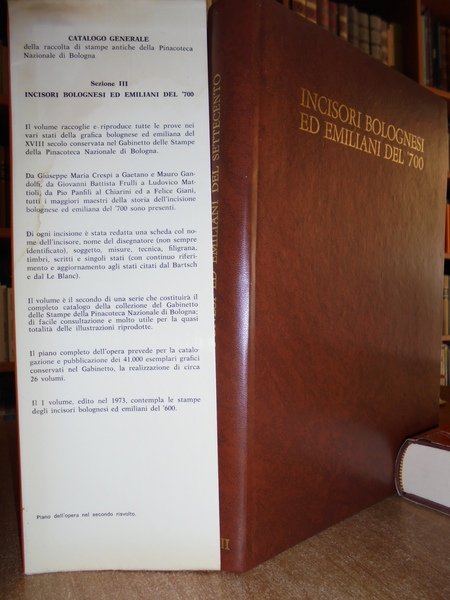 CATALOGO GENERALE
della raccolta di stampe antiche della Pinacoteca
Nazionale di Bologna
Sezione III
INCISORI BOLOGNESI ED EMILIANI DEL '700
Il volume raccoglie e riproduce tutte le prove nei
vari stati della grafica bolognese ed emiliana del
XVIII secolo conservata nel Gabinetto delle Stampe
della Pinacoteca Nazionale di Bologna.
Da Giuseppe Maria Crespi a Gaetano e Mauro Gan-
dolfi, da Giovanni Battista Frulli a Ludovico Mat-
tioli, da Pio Panfili al Chiarini ed a Felice Giani,
tutti i maggiori maestri della storia dell'incisione
bolognese ed emiliana del '700 sono presenti.
Di ogni incisione è stata redatta una scheda col no-
me dell'incisore, nome del disegnatore (non sempre
identificato), soggetto, misure, tecnica, filigrana,
timbri, scritti e singoli stati (con continuo riferi-
mento e aggiornamento agli stati citati dal Bartsch
e dal Le Blanc).
Il volume è il secondo di una serie che costituirà il
completo catalogo della collezione del Gabinetto
delle Stampe della Pinacoteca Nazionale di Bologna;
di facile consultazione e molto utile per la quasi
totalità delle illustrazioni riprodotte.
Il piano completo dell'opera prevede per la catalo-
gazione e pubblicazione dei 41.000 esemplari grafici
conservati nel Gabinetto, la realizzazione di circa
26 volumi.
Il I volume, edito nel 1973, contempla le stampe
degli incisori bolognesi ed emiliani del '600.
Piano dell'opera nel secondo risvolto.
ED EMILIANI DEL SETTECENTO
II
INCISORI BOLOGNESI
ED EMILIANI DEL '700